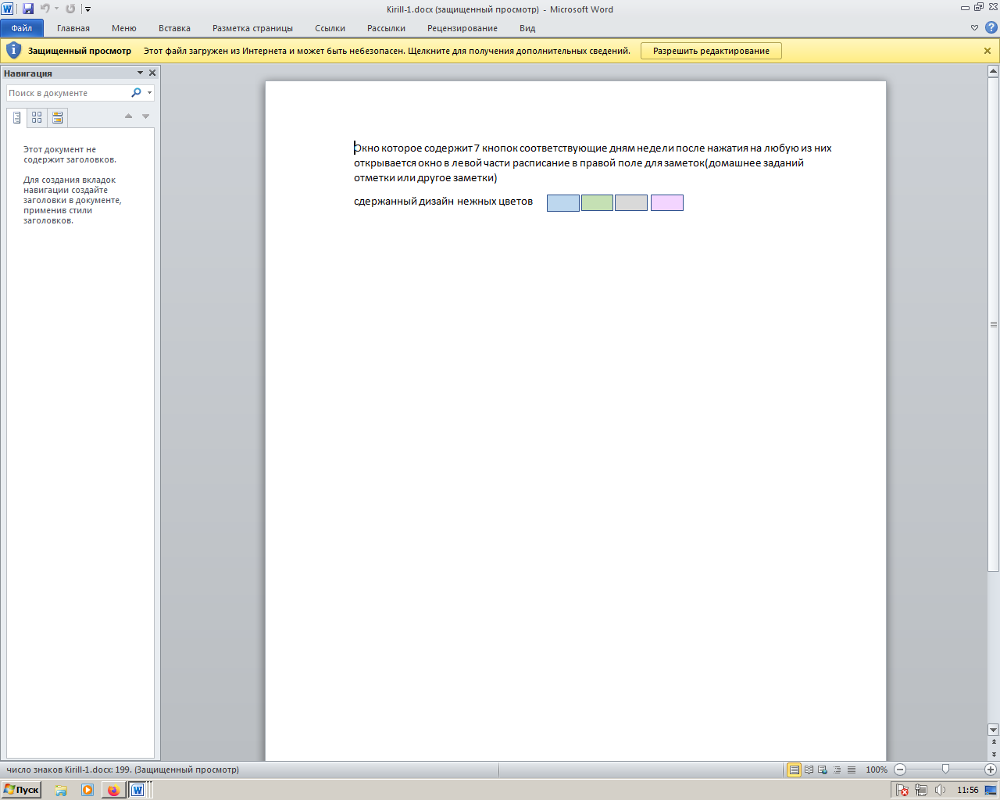 Kirill-1.docx (защищенный просмотр) - Microsoft Word
Файл Главная Меню Вставка Разметка страницы Ссылки Рассылки Рецензирование Вид
Защищенный просмотр Этот файл загружен из Интернета и может быть небезопасен. Щелкните для получения дополнительных сведений. Разрешить редактирование
Навигация
Поиск в документе
Этот документ не
содержит заголовков.
Для создания вкладок
навигации создайте
заголовки в документе,
применив стили
заголовков.
Окно которое содержит 7 кнопок соответствующие дням недели после нажатия на любую из них
открывается окно в левой части расписание в правой поле для заметок(домашнее заданий
отметки или другое заметки)
сдержанный дизайн нежных цветов
число знаков Kirill-1.docx: 199. (Защищенный просмотр) 100%
Пуск 11:56